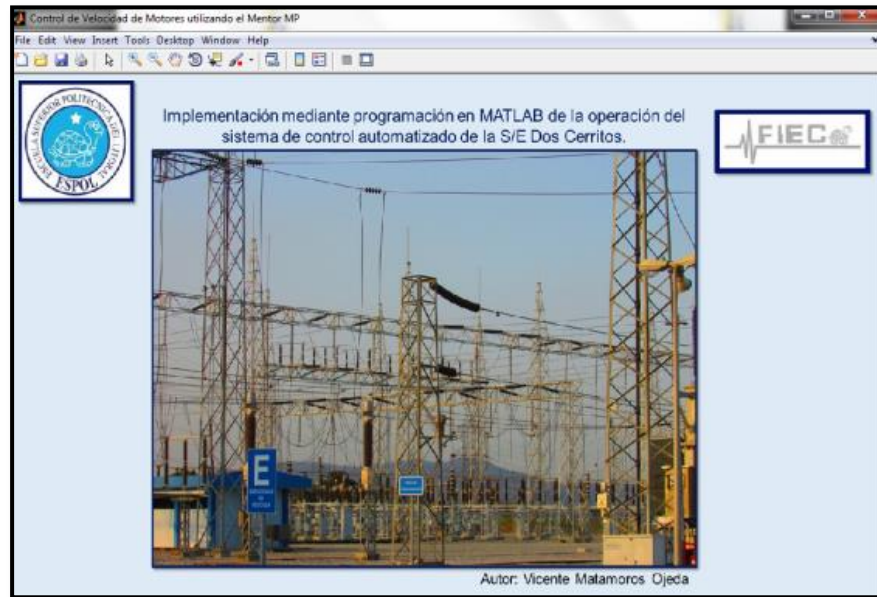 Control de Velocidad de Motores utilizando el Mentor MP
File Edit View Insert Tools Desktop Window Help
ESCUELA SUPERIOR POLITECNICA DEL LITORAL
ESPOL
Implementación mediante programación en MATLAB de la operación del
sistema de control automatizado de la S/E Dos Cerritos.
FIEC
E
Autor: Vicente Matamoros Ojeda